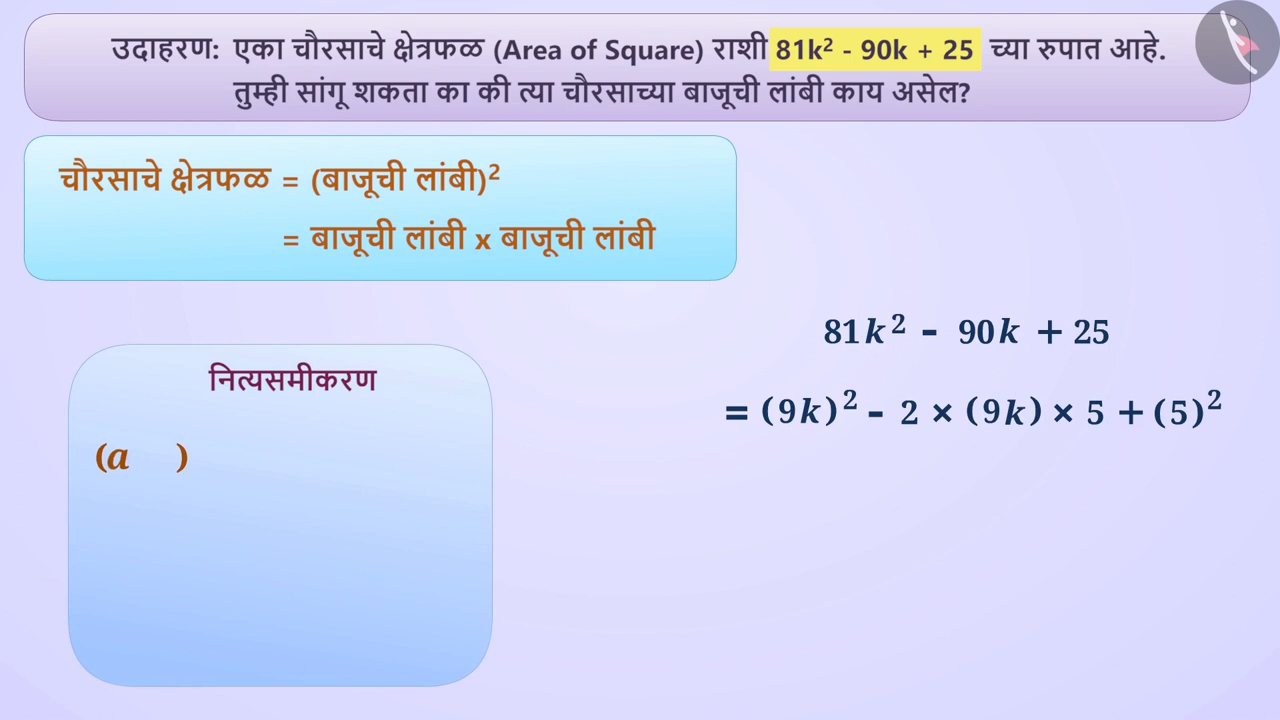 उदाहरण: एका चौरसाचे क्षेत्रफळ (Area of Square) राशी 81k² - 90k + 25 च्या रुपात आहे.
तुम्ही सांगू शकता का की त्या चौरसाच्या बाजूची लांबी काय असेल?
चौरसाचे क्षेत्रफळ = (बाजूची लांबी)²
= बाजूची लांबी x बाजूची लांबी
81k² - 90k + 25
= (9k)² - 2 × (9k) × 5 + (5)²
नित्यसमीकरण
(a )